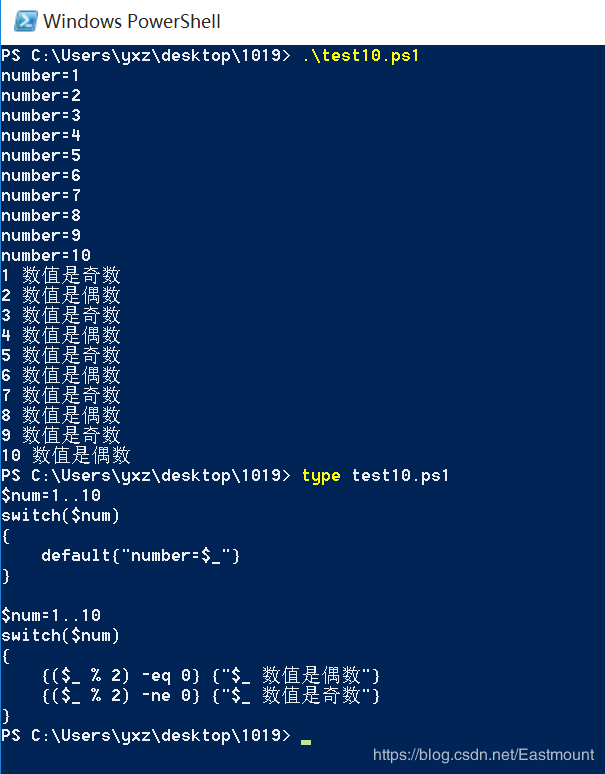 Windows PowerShell
PS C:\Users\yxz\desktop\1019> .\test10.ps1
number=1
number=2
number=3
number=4
number=5
number=6
number=7
number=8
number=9
number=10
1 数值是奇数
2 数值是偶数
3 数值是奇数
4 数值是偶数
5 数值是奇数
6 数值是偶数
7 数值是奇数
8 数值是偶数
9 数值是奇数
10 数值是偶数
PS C:\Users\yxz\desktop\1019> type test10.ps1
$num=1..10
switch($num)
{
    default{"number=$_"}
}

$num=1..10
switch($num)
{
    {($_ % 2) -eq 0} {"$_ 数值是偶数"}
    {($_ % 2) -ne 0} {"$_ 数值是奇数"}
}
PS C:\Users\yxz\desktop\1019>
https://blog.csdn.net/Eastmount